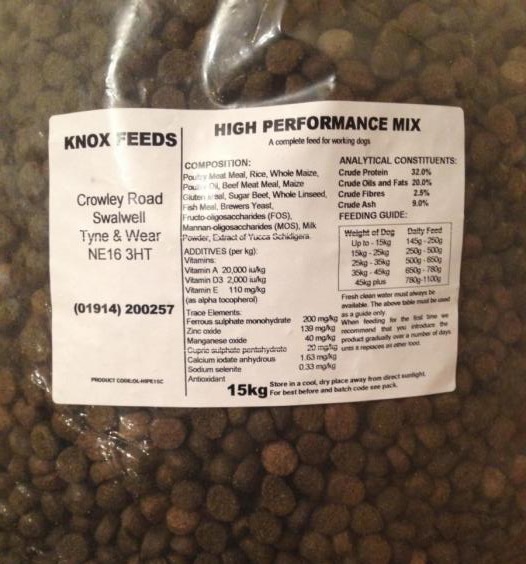 KNOX FEEDS
Crowley Road
Swalwell
Tyne & Wear
NE16 3HT
(01914) 200257
HIGH PERFORMANCE MIX
A complete feed for working dogs
COMPOSITION:
Poultry Meat Meal, Rice, Whole Maize,
Poultry Oil, Beef Meat Meal, Maize
Gluten Meal, Sugar Beet, Whole Linseed,
Fish Meal, Brewers Yeast,
Fructo-oligosaccharides (FOS),
Mannan-oligosaccharides (MOS), Milk
Powder, Extract of Yucca Schidigera
ADDITIVES (per kg):
Vitamins:
Vitamin A 20,000 iu/kg
Vitamin D3 2,000 iu/kg
Vitamin E 110 mg/kg
(as alpha tocopherol)
Trace Elements:
Ferrous sulphate monohydrate 200 mg/kg
Zinc oxide 139 mg/kg
Manganese oxide 40 mg/kg
Cupric sulphate pentahydrate 20 mg/kg
Calcium iodate anhydrous 1.63 mg/kg
Sodium selenite 0.33 mg/kg
Antioxidant
ANALYTICAL CONSTITUENTS:
Crude Protein 32.0%
Crude Oils and Fats 20.0%
Crude Fibres 2.5%
Crude Ash 9.0%
FEEDING GUIDE:
Weight of Dog Daily Feed
Up to - 15kg 145g - 250g
15kg - 25kg 250g - 500g
25kg - 35kg 500g - 650g
35kg - 45kg 650g - 780g
45kg plus 780g-1100g
Fresh clean water must always be
available. The above table must be used
as a guide only.
When feeding for the first time we
recommend that you introduce the
product gradually over a number of days
replaces an other food.
15kg
Store in a cool, dry place away from direct sunlight.
For best before and batch code see pack.